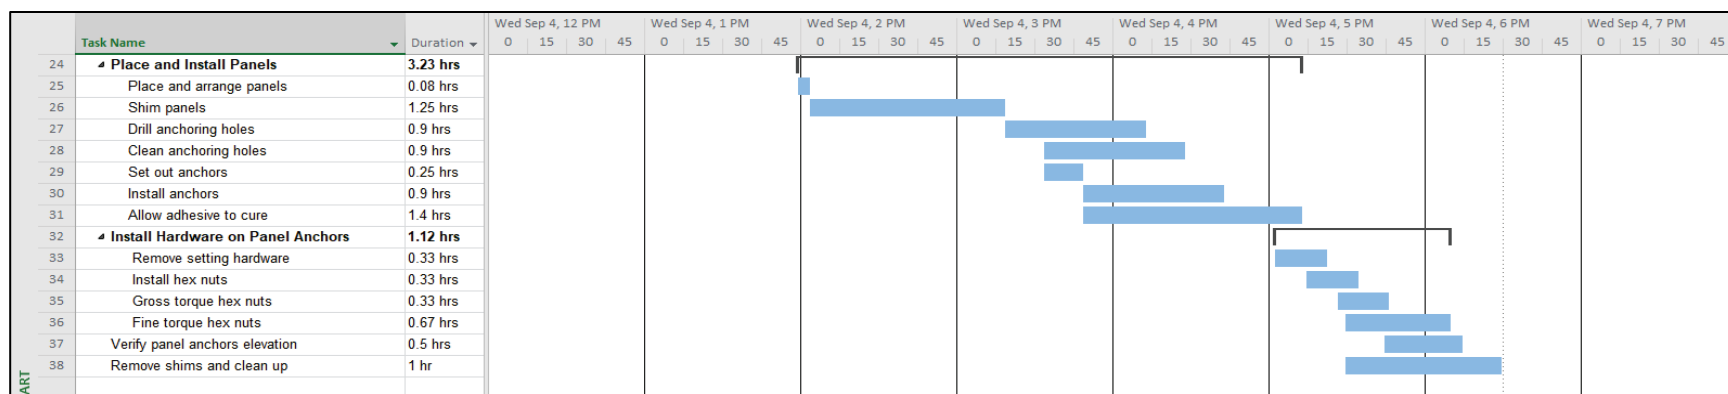 Wed Sep 4, 12 PM Wed Sep 4, 1 PM Wed Sep 4, 2 PM Wed Sep 4, 3 PM Wed Sep 4, 4 PM Wed Sep 4, 5 PM Wed Sep 4, 6 PM Wed Sep 4, 7 PM
Task Name Duration 0 15 30 45 0 15 30 45 0 15 30 45 0 15 30 45 0 15 30 45 0 15 30 45 0 15 30 45 0 15 30 45
24 Place and Install Panels 3.23 hrs
25 Place and arrange panels 0.08 hrs
26 Shim panels 1.25 hrs
27 Drill anchoring holes 0.9 hrs
28 Clean anchoring holes 0.9 hrs
29 Set out anchors 0.25 hrs
30 Install anchors 0.9 hrs
31 Allow adhesive to cure 1.4 hrs
32 Install Hardware on Panel Anchors 1.12 hrs
33 Remove setting hardware 0.33 hrs
34 Install hex nuts 0.33 hrs
35 Gross torque hex nuts 0.33 hrs
36 Fine torque hex nuts 0.67 hrs
37 Verify panel anchors elevation 0.5 hrs
38 Remove shims and clean up 1 hr
ART